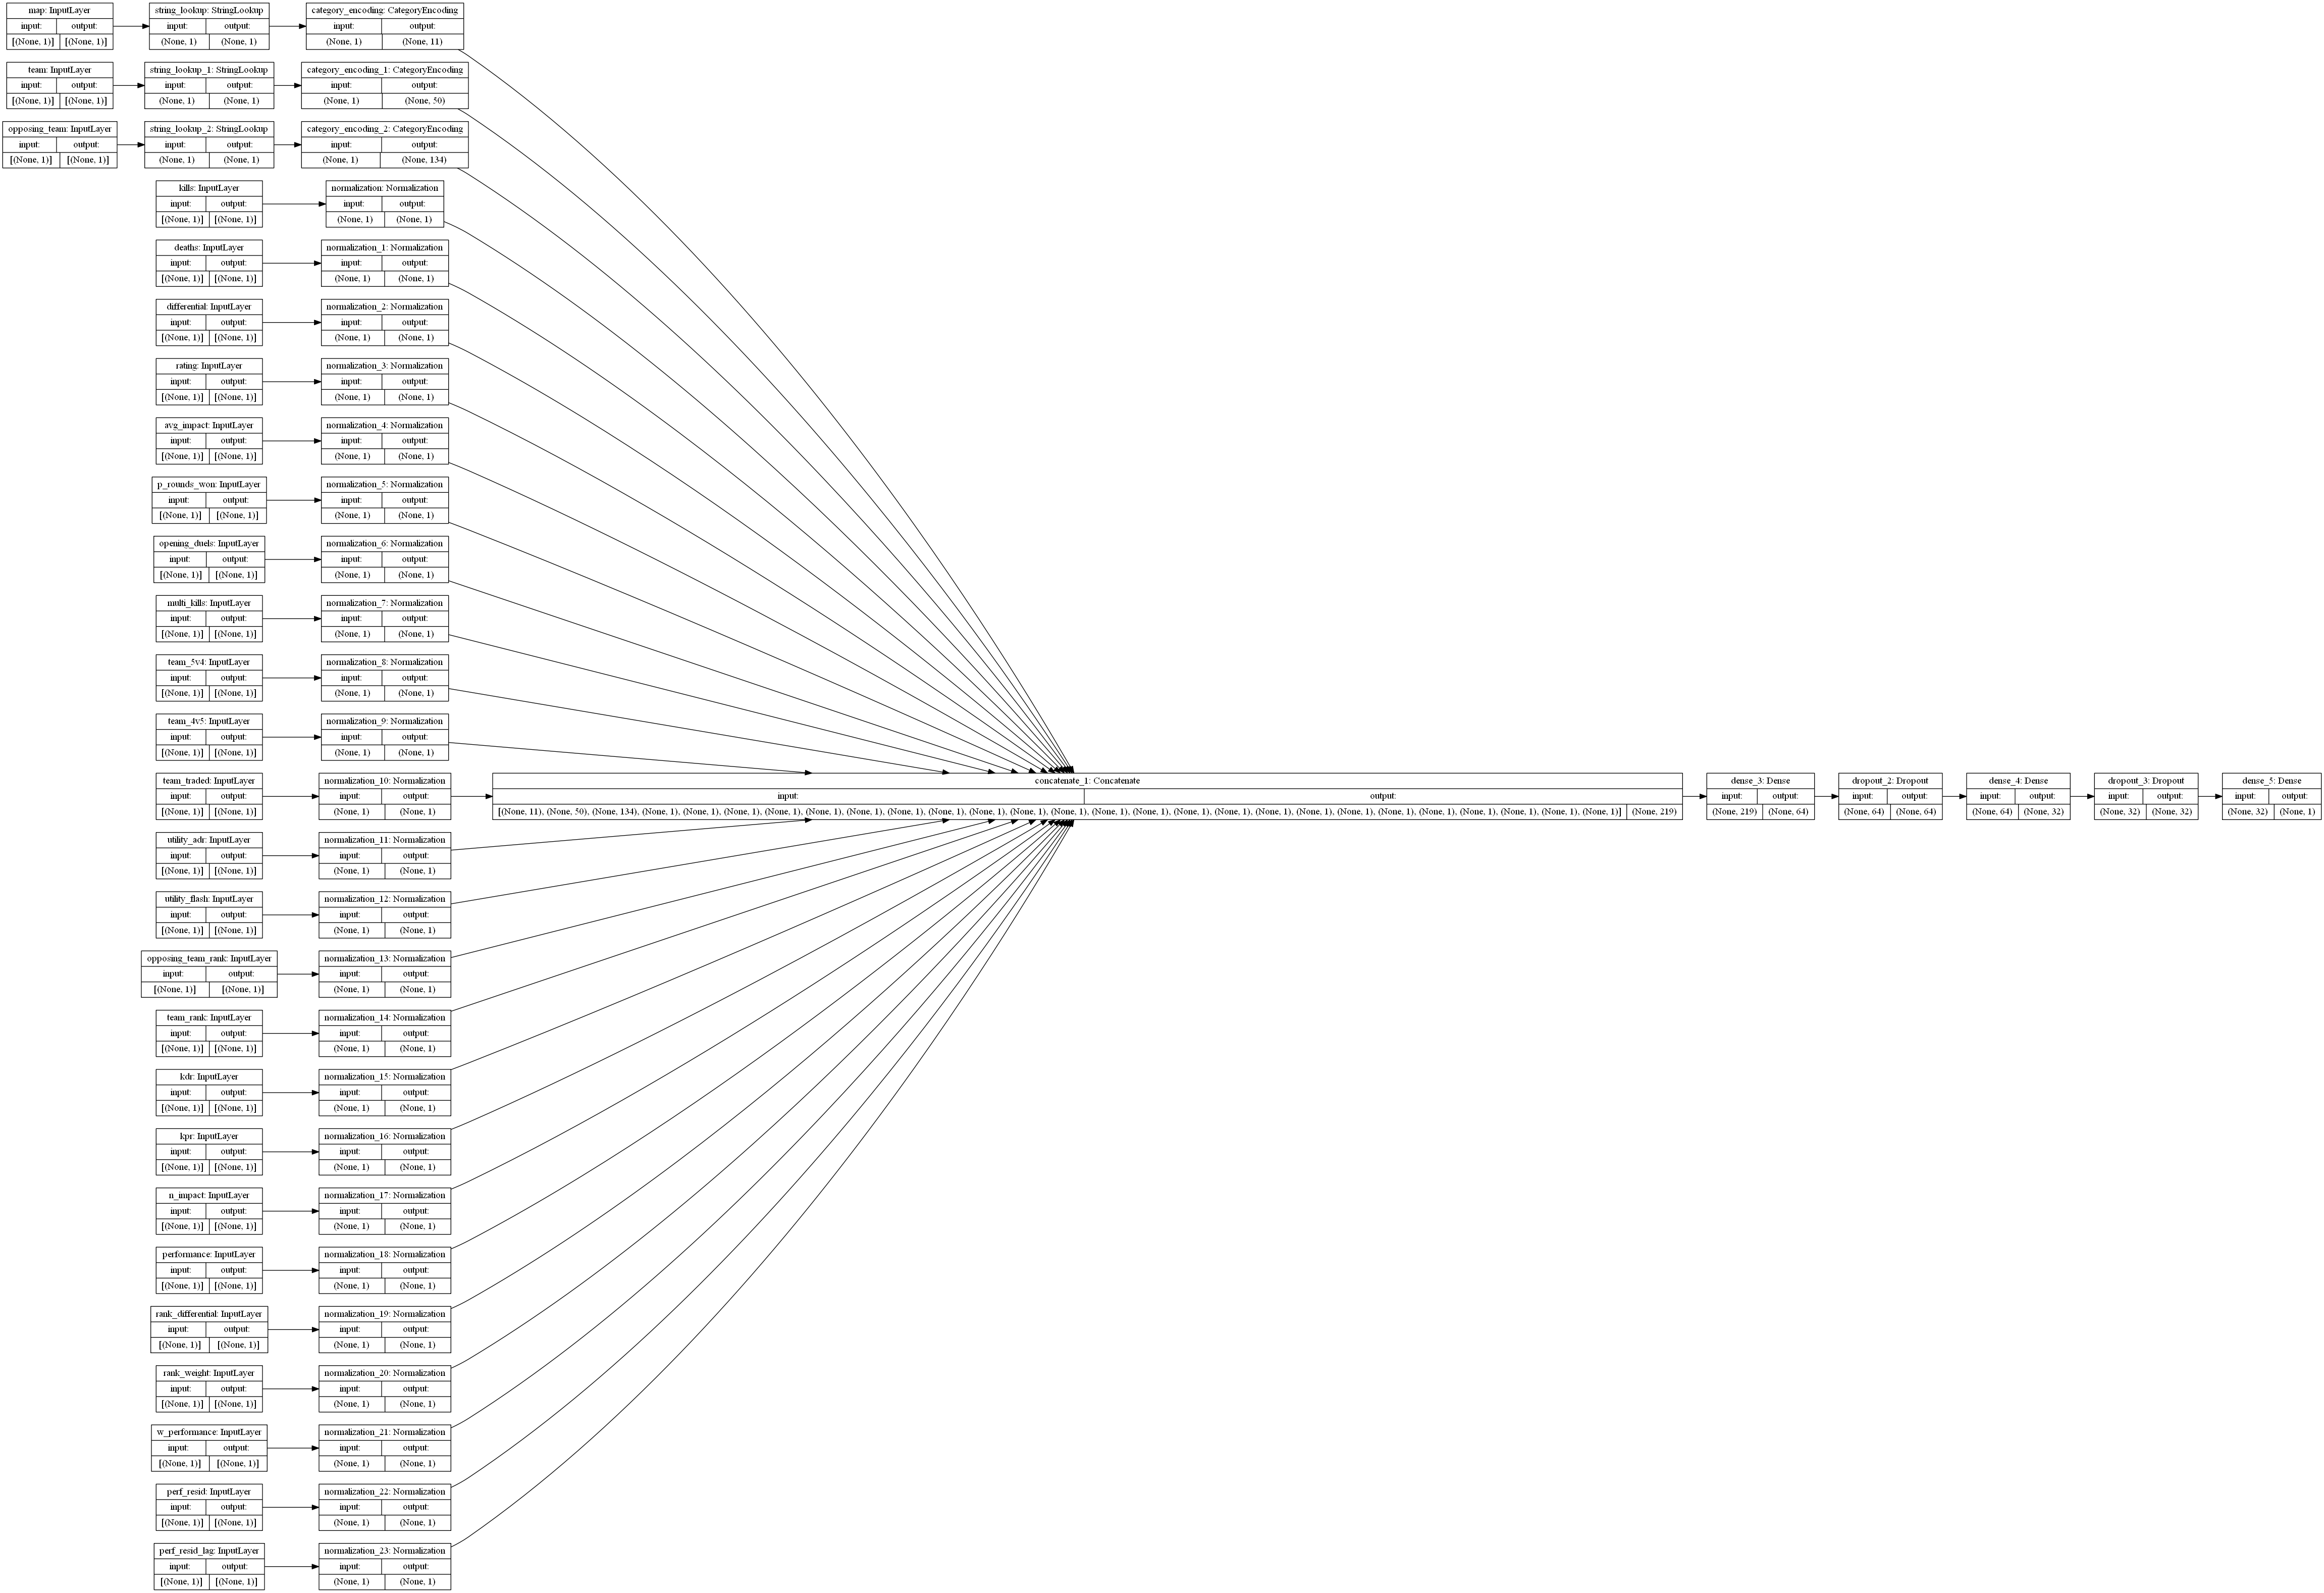 map: InputLayer string_lookup: StringLookup category_encoding: CategoryEncoding
input: output: input: output: input: output:
[(None, 1)] [(None, 1)] (None, 1) (None, 1) (None, 1) (None, 11)
team: InputLayer string_lookup_1: StringLookup category_encoding_1: CategoryEncoding
input: output: input: output: input: output:
[(None, 1)] [(None, 1)] (None, 1) (None, 1) (None, 1) (None, 50)
opposing_team: InputLayer string_lookup_2: StringLookup category_encoding_2: CategoryEncoding
input: output: input: output: input: output:
[(None, 1)] [(None, 1)] (None, 1) (None, 1) (None, 1) (None, 134)
kills: InputLayer normalization: Normalization
input: output: input: output:
[(None, 1)] [(None, 1)] (None, 1) (None, 1)
deaths: InputLayer normalization_1: Normalization
input: output: input: output:
[(None, 1)] [(None, 1)] (None, 1) (None, 1)
differential: InputLayer normalization_2: Normalization
input: output: input: output:
[(None, 1)] [(None, 1)] (None, 1) (None, 1)
rating: InputLayer normalization_3: Normalization
input: output: input: output:
[(None, 1)] [(None, 1)] (None, 1) (None, 1)
avg_impact: InputLayer normalization_4: Normalization
input: output: input: output:
[(None, 1)] [(None, 1)] (None, 1) (None, 1)
p_rounds_won: InputLayer normalization_5: Normalization
input: output: input: output:
[(None, 1)] [(None, 1)] (None, 1) (None, 1)
opening_duels: InputLayer normalization_6: Normalization
input: output: input: output:
[(None, 1)] [(None, 1)] (None, 1) (None, 1)
multi_kills: InputLayer normalization_7: Normalization
input: output: input: output:
[(None, 1)] [(None, 1)] (None, 1) (None, 1)
team_5v4: InputLayer normalization_8: Normalization
input: output: input: output:
[(None, 1)] [(None, 1)] (None, 1) (None, 1)
team_4v5: InputLayer normalization_9: Normalization
input: output: input: output:
[(None, 1)] [(None, 1)] (None, 1) (None, 1)
team_traded: InputLayer normalization_10: Normalization concatenate_1: Concatenate dense_3: Dense dropout_2: Dropout dense_4: Dense dropout_3: Dropout dense_5: Dense
input: output: input: output: input: output: input: output: input: output: input: output: input: output: input: output:
[(None, 1)] [(None, 1)] (None, 1) (None, 1) [(None, 11), (None, 50), (None, 134), (None, 1), (None, 1), (None, 1), (None, 1), (None, 1), (None, 1), (None, 1), (None, 1), (None, 1), (None, 1), (None, 1), (None, 1), (None, 1), (None, 1), (None, 1), (None, 1), (None, 1), (None, 1), (None, 1), (None, 1), (None, 1), (None, 1), (None, 1), (None, 1)] (None, 219) (None, 219) (None, 64) (None, 64) (None, 64) (None, 64) (None, 32) (None, 32) (None, 32) (None, 32) (None, 1)
utility_adr: InputLayer normalization_11: Normalization
input: output: input: output:
[(None, 1)] [(None, 1)] (None, 1) (None, 1)
utility_flash: InputLayer normalization_12: Normalization
input: output: input: output:
[(None, 1)] [(None, 1)] (None, 1) (None, 1)
opposing_team_rank: InputLayer normalization_13: Normalization
input: output: input: output:
[(None, 1)] [(None, 1)] (None, 1) (None, 1)
team_rank: InputLayer normalization_14: Normalization
input: output: input: output:
[(None, 1)] [(None, 1)] (None, 1) (None, 1)
kdr: InputLayer normalization_15: Normalization
input: output: input: output:
[(None, 1)] [(None, 1)] (None, 1) (None, 1)
kpr: InputLayer normalization_16: Normalization
input: output: input: output:
[(None, 1)] [(None, 1)] (None, 1) (None, 1)
n_impact: InputLayer normalization_17: Normalization
input: output: input: output:
[(None, 1)] [(None, 1)] (None, 1) (None, 1)
performance: InputLayer normalization_18: Normalization
input: output: input: output:
[(None, 1)] [(None, 1)] (None, 1) (None, 1)
rank_differential: InputLayer normalization_19: Normalization
input: output: input: output:
[(None, 1)] [(None, 1)] (None, 1) (None, 1)
rank_weight: InputLayer normalization_20: Normalization
input: output: input: output:
[(None, 1)] [(None, 1)] (None, 1) (None, 1)
w_performance: InputLayer normalization_21: Normalization
input: output: input: output:
[(None, 1)] [(None, 1)] (None, 1) (None, 1)
perf_resid: InputLayer normalization_22: Normalization
input: output: input: output:
[(None, 1)] [(None, 1)] (None, 1) (None, 1)
perf_resid_lag: InputLayer normalization_23: Normalization
input: output: input: output:
[(None, 1)] [(None, 1)] (None, 1) (None, 1)